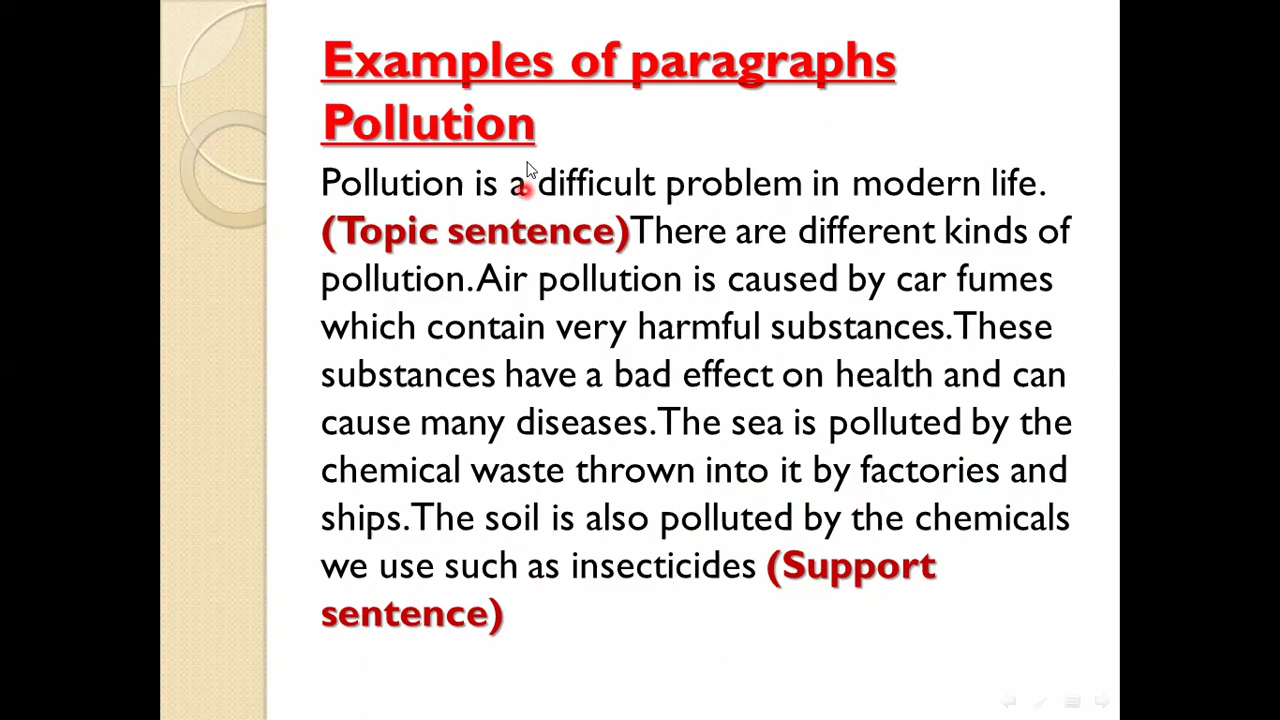 Examples of paragraphs
Pollution
Pollution is a difficult problem in modern life.
(Topic sentence)There are different kinds of
pollution.Air pollution is caused by car fumes
which contain very harmful substances.These
substances have a bad effect on health and can
cause many diseases.The sea is polluted by the
chemical waste thrown into it by factories and
ships.The soil is also polluted by the chemicals
we use such as insecticides (Support
sentence)